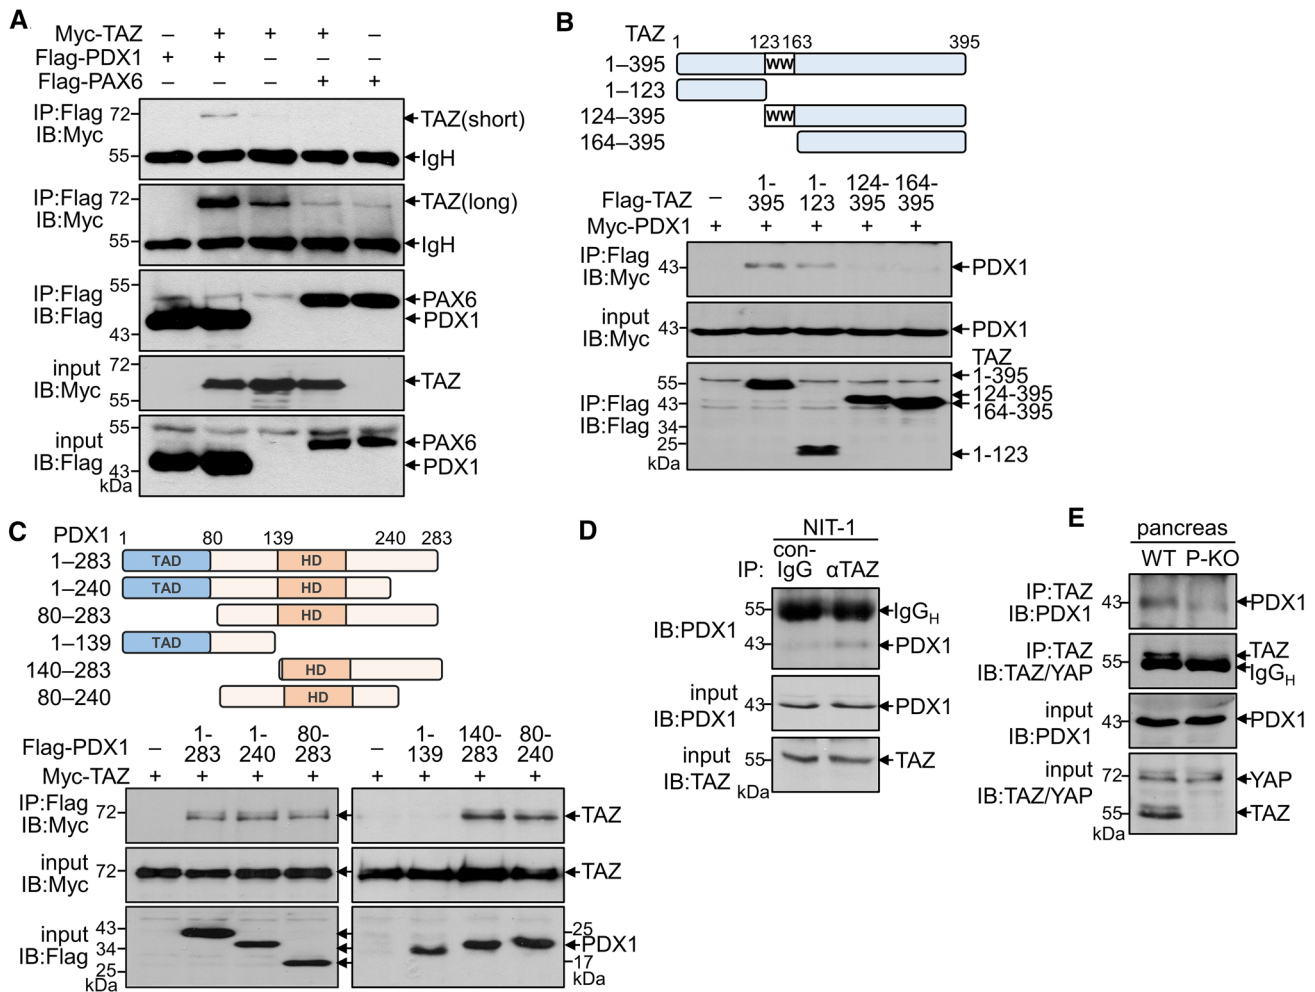 A
Myc-TAZ – + + + –
Flag-PDX1 + + – – –
Flag-PAX6 – – – + +
IP:Flag
IB:Myc
72
TAZ(short)
55
IgH
IP:Flag
IB:Myc
72
TAZ(long)
55
IgH
IP:Flag
IB:Flag
55
PAX6
PDX1
43
input
IB:Myc
72
TAZ
55
input
IB:Flag
55
PAX6
PDX1
43
kDa
B
TAZ 1 123 163 395
1–395 WW
1–123
124–395 WW
164–395
Flag-TAZ – 1-395 1-123 124-395 164-395
Myc-PDX1 + + + + +
IP:Flag
IB:Myc
43
PDX1
input
IB:Myc
43
PDX1
IP:Flag
IB:Flag
55
43
34
25
kDa
TAZ
1-395
124-395
164-395
1-123
C
PDX1 1 80 139 240 283
1–283 TAD HD
1–240 TAD HD
80–283 HD
1–139 TAD
140–283 HD
80–240 HD
Flag-PDX1 – 1-283 1-240 80-283 – 1-139 140-283 80-240
Myc-TAZ + + + + + + + +
IP:Flag
IB:Myc
72
TAZ
input
IB:Myc
72
TAZ
input
IB:Flag
43
34
25
kDa
25
PDX1
17
kDa
D
NIT-1
IP: con-IgG αTAZ
IB:PDX1
55
IgGH
43
PDX1
input
IB:PDX1
43
PDX1
input
IB:TAZ
55
TAZ
kDa
E
pancreas
WT P-KO
IP:TAZ
IB:PDX1
43
PDX1
IP:TAZ
IB:TAZ/YAP
55
TAZ
IgGH
input
IB:PDX1
43
PDX1
input
IB:TAZ/YAP
72
YAP
55
TAZ
kDa